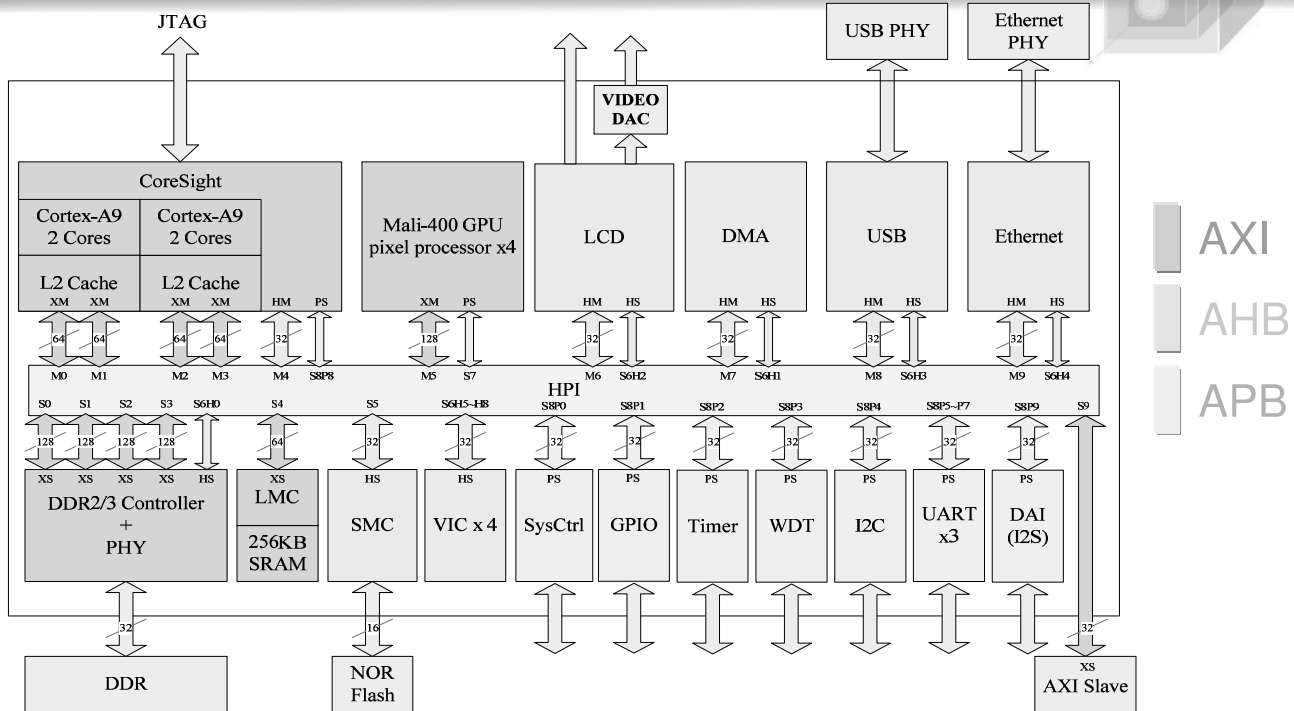 JTAG
USB PHY
Ethernet
PHY
VIDEO
DAC
CoreSight
Cortex-A9
2 Cores
Cortex-A9
2 Cores
L2 Cache
L2 Cache
Mali-400 GPU
pixel processor x4
LCD
DMA
USB
Ethernet
AXI
AHB
APB
XM XM XM XM HM PS XM PS HM HS HM HS HM HS HM HS
64 64 64 64 32 128 32 32 32 32
M0 M1 M2 M3 M4 S8P8 M5 S7 M6 S6H2 M7 S6H1 M8 S6H3 M9 S6H4
HPI
S0 S1 S2 S3 S6H0 S4 S5 S6H5~H8 S8P0 S8P1 S8P2 S8P3 S8P4 S8P5~P7 S8P9 S9
128 128 128 128 64 32 32 32 32 32 32 32 32 32
XS XS XS XS HS XS HS HS PS PS PS PS PS PS PS
DDR2/3 Controller
+
PHY
LMC
256KB
SRAM
SMC
VIC x 4
SysCtrl
GPIO
Timer
WDT
I2C
UART
x3
DAI
(I2S)
32 16 32
DDR
NOR
Flash
XS
AXI Slave